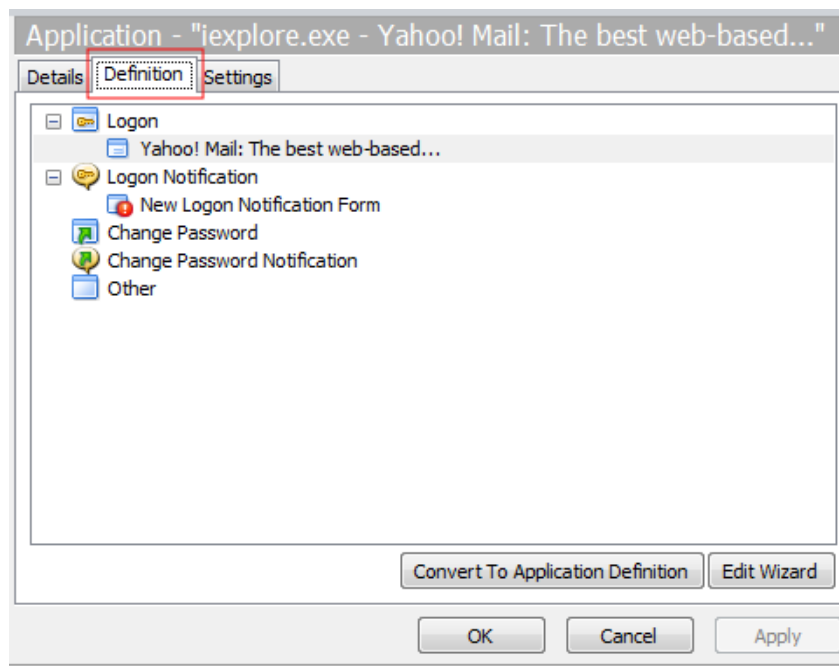 Application - "iexplore.exe - Yahoo! Mail: The best web-based..."
Details Definition Settings
Logon
Yahoo! Mail: The best web-based...
Logon Notification
New Logon Notification Form
Change Password
Change Password Notification
Other
Convert To Application Definition Edit Wizard
OK Cancel Apply